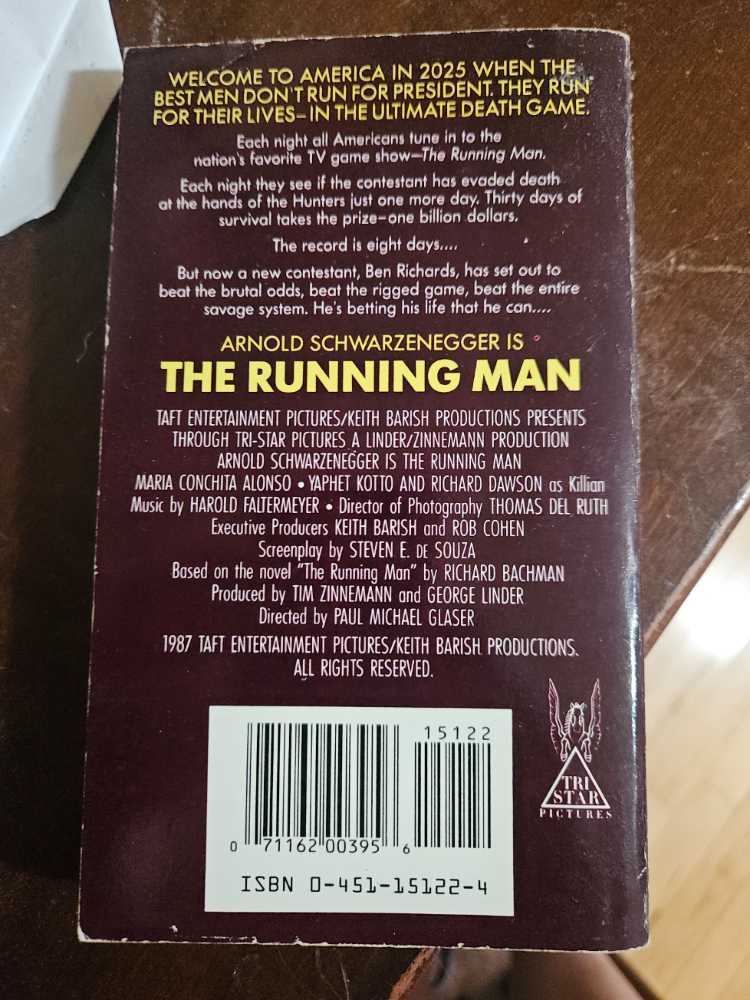 WELCOME TO AMERICA IN 2025 WHEN THE
BEST MEN DON'T RUN FOR PRESIDENT. THEY RUN
FOR THEIR LIVES–IN THE ULTIMATE DEATH GAME.
Each night all Americans tune in to the
nation's favorite TV game show—The Running Man.
Each night they see if the contestant has evaded death
at the hands of the Hunters just one more day. Thirty days of
survival takes the prize–one billion dollars.
The record is eight days....
But now a new contestant, Ben Richards, has set out to
beat the brutal odds, beat the rigged game, beat the entire
savage system. He's betting his life that he can....
ARNOLD SCHWARZENEGGER IS
THE RUNNING MAN
TAFT ENTERTAINMENT PICTURES/KEITH BARISH PRODUCTIONS PRESENTS
THROUGH TRI-STAR PICTURES A LINDER/ZINNEMANN PRODUCTION
ARNOLD SCHWARZENEGGER IS THE RUNNING MAN
MARIA CONCHITA ALONSO • YAPHET KOTTO AND RICHARD DAWSON as Killian
Music by HAROLD FALTERMEYER • Director of Photography THOMAS DEL RUTH
Executive Producers KEITH BARISH and ROB COHEN
Screenplay by STEVEN E. DE SOUZA
Based on the novel "The Running Man" by RICHARD BACHMAN
Produced by TIM ZINNEMANN and GEORGE LINDER
Directed by PAUL MICHAEL GLASER
1987 TAFT ENTERTAINMENT PICTURES/KEITH BARISH PRODUCTIONS.
ALL RIGHTS RESERVED.
15122
0 71162 00395 6
ISBN 0-451-15122-4
TRI
STAR
PICTURES